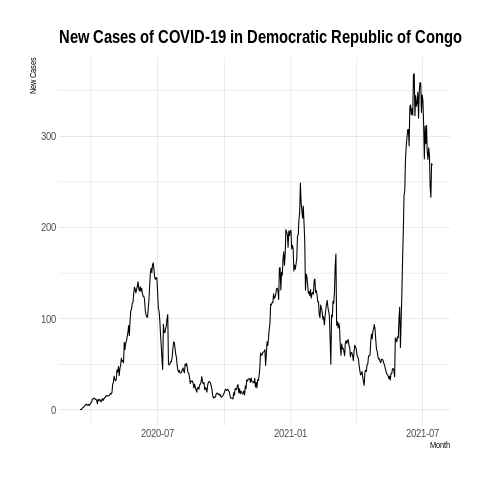 New Cases of COVID-19 in Democratic Republic of Congo
New Cases
300
200
100
0
2020-07
2021-01
2021-07
Month